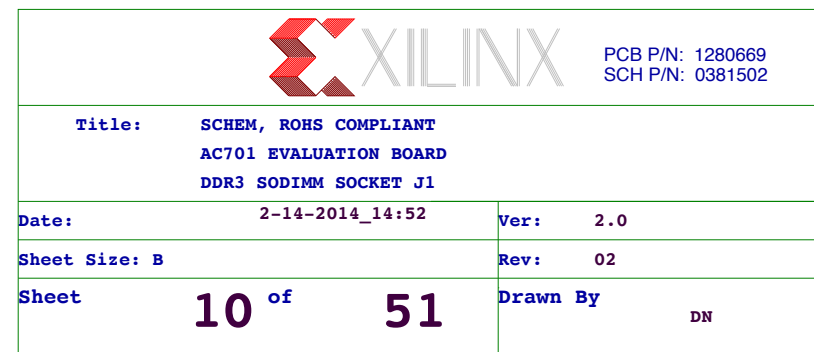 XILINX
PCB P/N: 1280669
SCH P/N: 0381502
Title: SCHEM, ROHS COMPLIANT
AC701 EVALUATION BOARD
DDR3 SODIMM SOCKET J1
Date: 2-14-2014_14:52 Ver: 2.0
Sheet Size: B Rev: 02
Sheet 10 of 51 Drawn By
DN